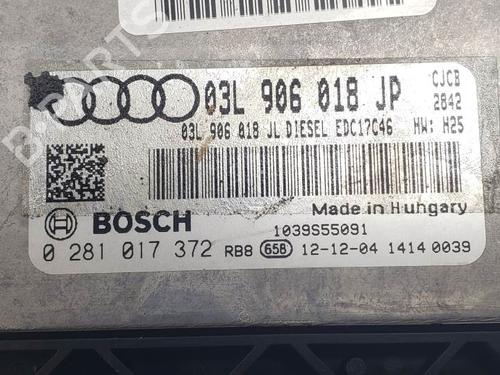 03L 906 018 JP CJCB
2842
03L 906 018 JL DIESEL EDC17C46 HW: H25
Made in Hungary
BOSCH 1039S55091
0 281 017 372 RB8 658 12-12-04 1414 0039
B-PARTS